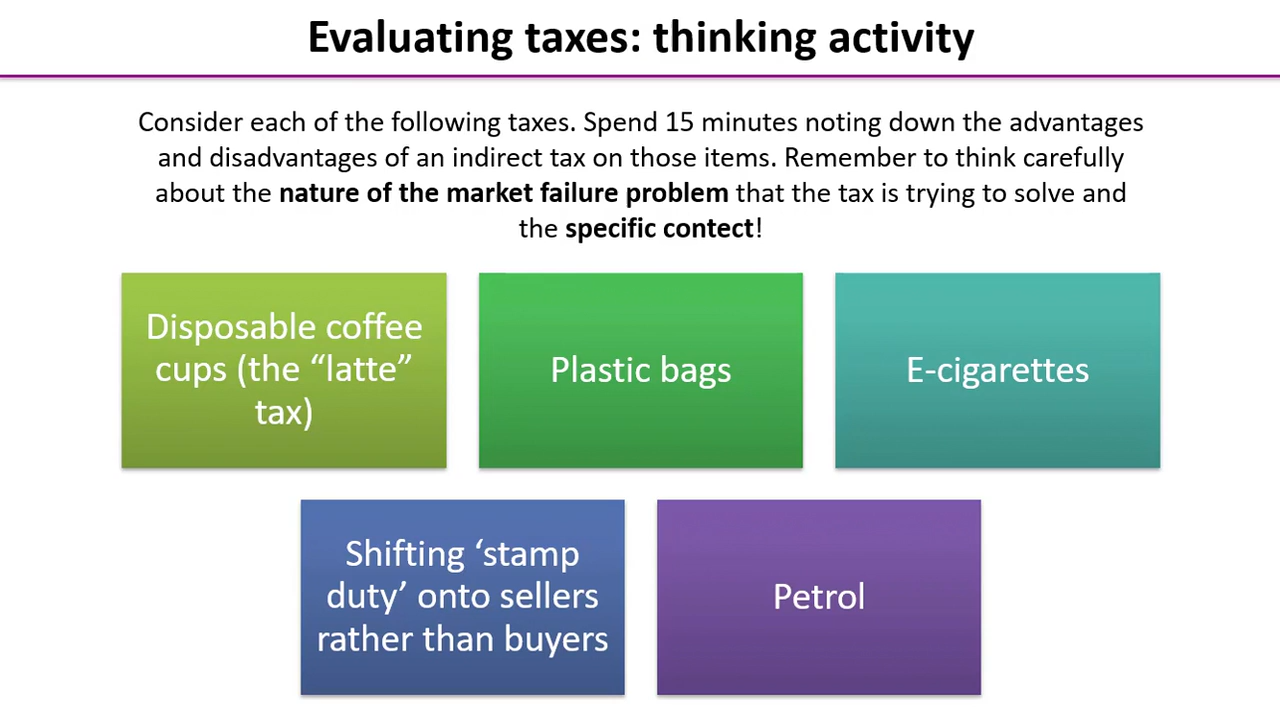 Evaluating taxes: thinking activity
Consider each of the following taxes. Spend 15 minutes noting down the advantages
and disadvantages of an indirect tax on those items. Remember to think carefully
about the nature of the market failure problem that the tax is trying to solve and
the specific contect!
Disposable coffee
cups (the “latte”
tax)
Plastic bags
E-cigarettes
Shifting ‘stamp
duty’ onto sellers
rather than buyers
Petrol